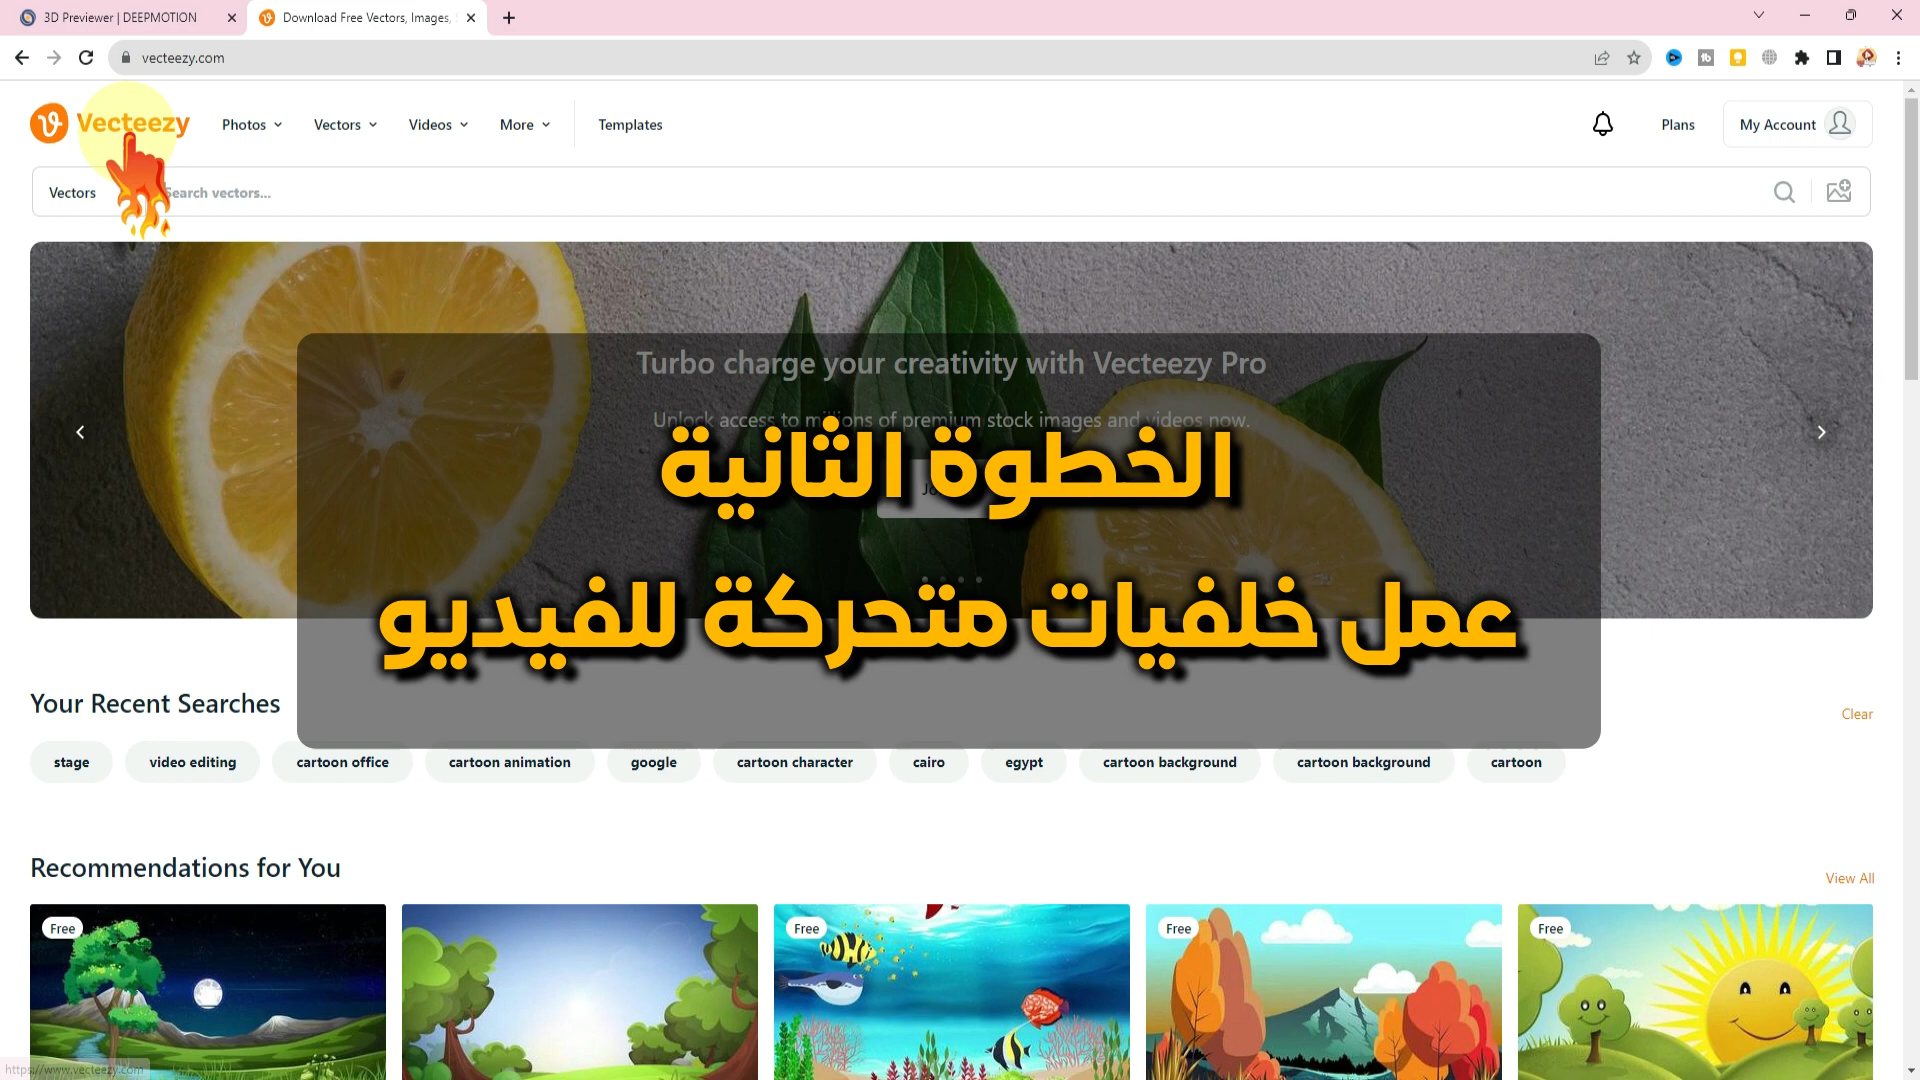 3D Previewer | DEEPMOTION
Download Free Vectors, Images,
vecteezy.com
Vecteezy
Photos
Vectors
Videos
More
Templates
Plans
My Account
Vectors
Search vectors...
Turbo charge your creativity with Vecteezy Pro
Unlock access to millions of premium stock images and videos now.
الخطوة الثانية
عمل خلفيات متحركة للفيديو
Your Recent Searches
Clear
stage
video editing
cartoon office
cartoon animation
google
cartoon character
cairo
egypt
cartoon background
cartoon background
cartoon
Recommendations for You
View All
Free
Free
Free
Free
https://www.vecteezy.com